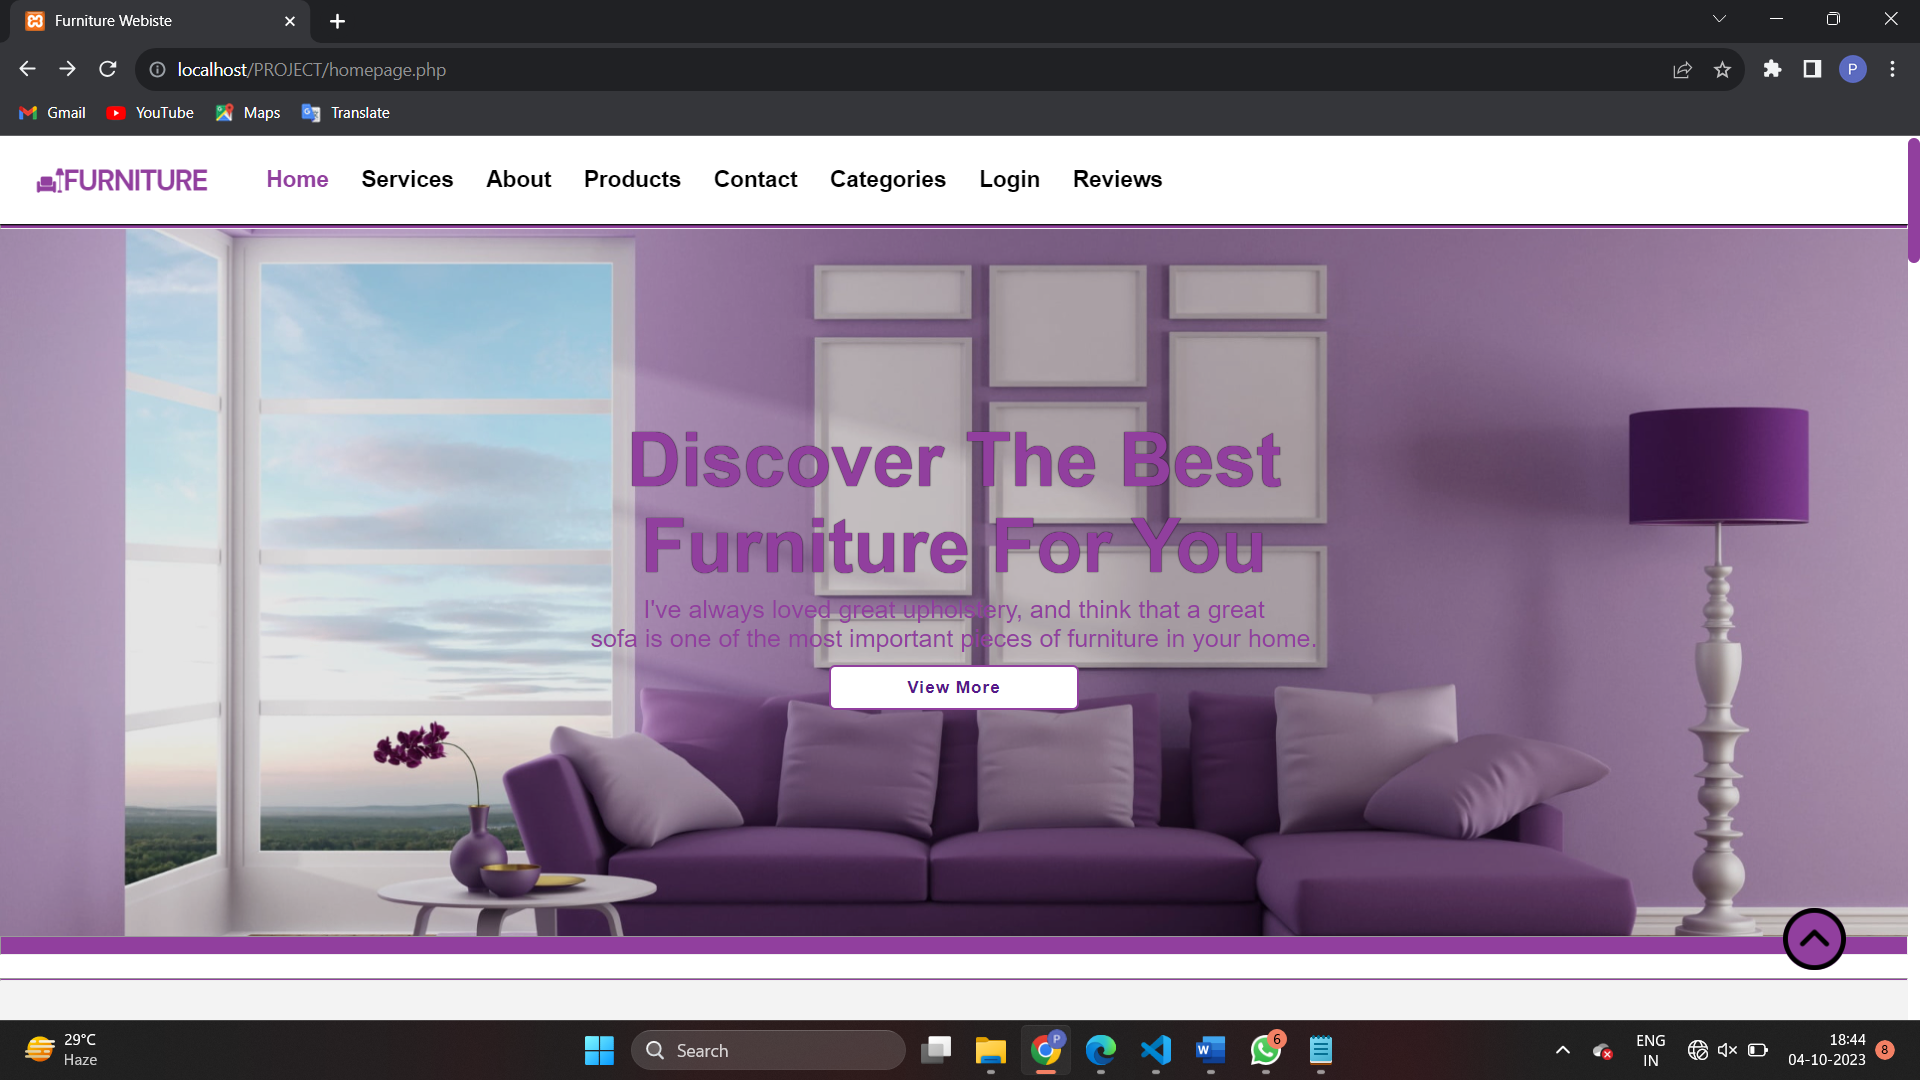 Furniture Webiste
localhost/PROJECT/homepage.php
P
Gmail
YouTube
Maps
Translate
FURNITURE
Home
Services
About
Products
Contact
Categories
Login
Reviews
Discover The Best
Furniture For You
I've always loved great upholstery, and think that a great
sofa is one of the most important pieces of furniture in your home.
View More
29°C
Haze
Search
P
W
6
ENG
IN
18:44
04-10-2023
8